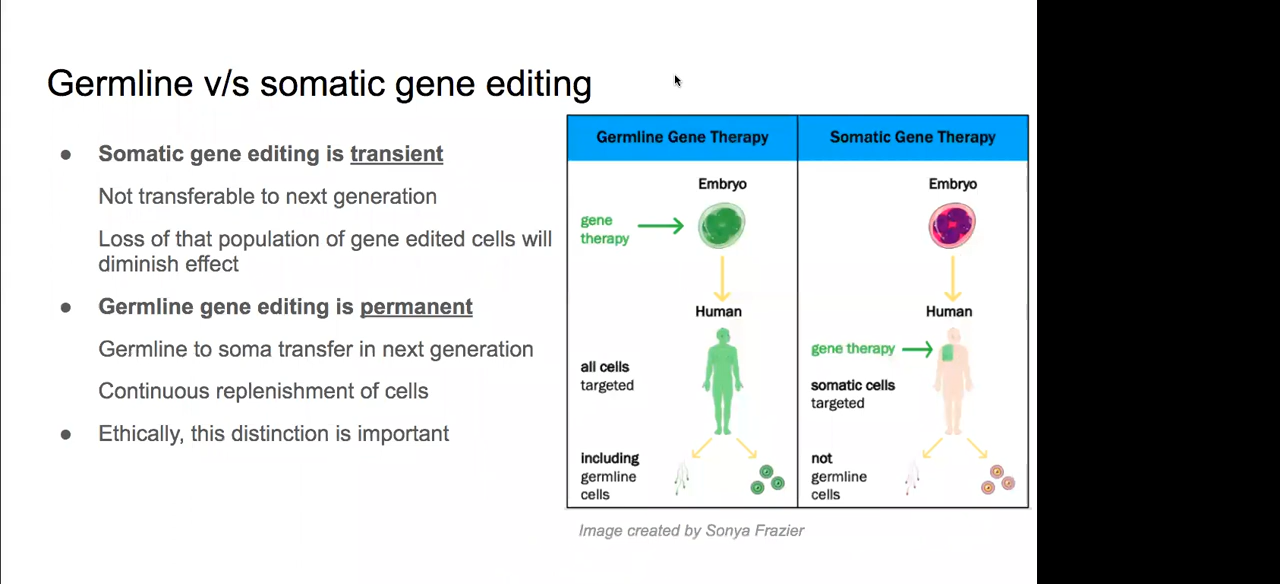 Germline v/s somatic gene editing
● Somatic gene editing is transient
Not transferable to next generation
Loss of that population of gene edited cells will
diminish effect
● Germline gene editing is permanent
Germline to soma transfer in next generation
Continuous replenishment of cells
● Ethically, this distinction is important
Germline Gene Therapy
Embryo
gene
therapy
Human
all cells
targeted
including
germline
cells
Somatic Gene Therapy
Embryo
Human
gene therapy
somatic cells
targeted
not
germline
cells
Image created by Sonya Frazier